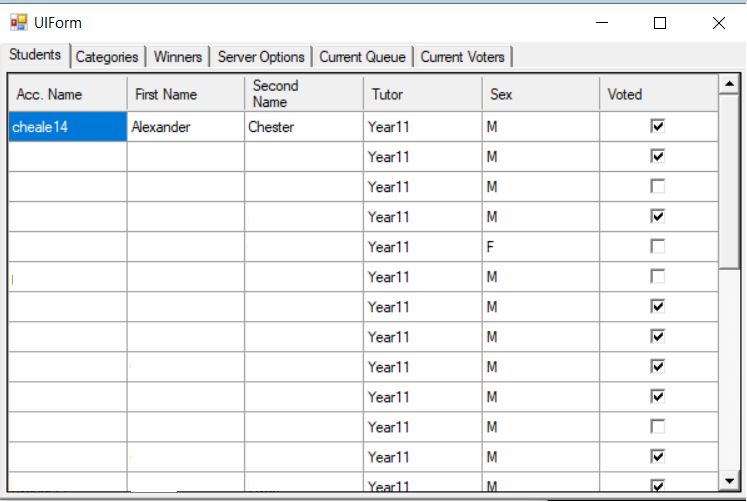 UIForm
Students Categories Winners Server Options Current Queue Current Voters
Acc. Name First Name Second Name Tutor Sex Voted
cheale14 Alexander Chester Year11 M
Year11 M
Year11 M
Year11 M
Year11 F
Year11 M
Year11 M
Year11 M
Year11 M
Year11 M
Year11 M
Year11 M
Year11 M